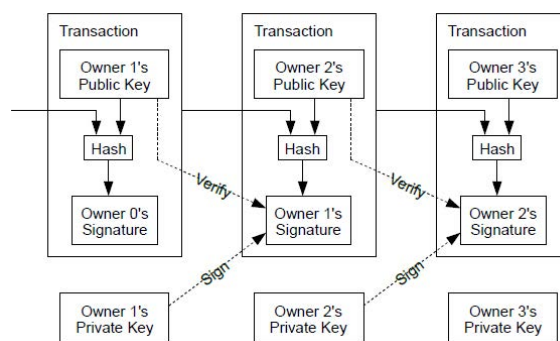 Transaction
Owner 1's
Public Key
Hash
Owner 0's
Signature
Transaction
Owner 2's
Public Key
Hash
Verify
Owner 1's
Signature
Sign
Transaction
Owner 3's
Public Key
Hash
Verify
Owner 2's
Signature
Sign
Owner 1's
Private Key
Owner 2's
Private Key
Owner 3's
Private Key